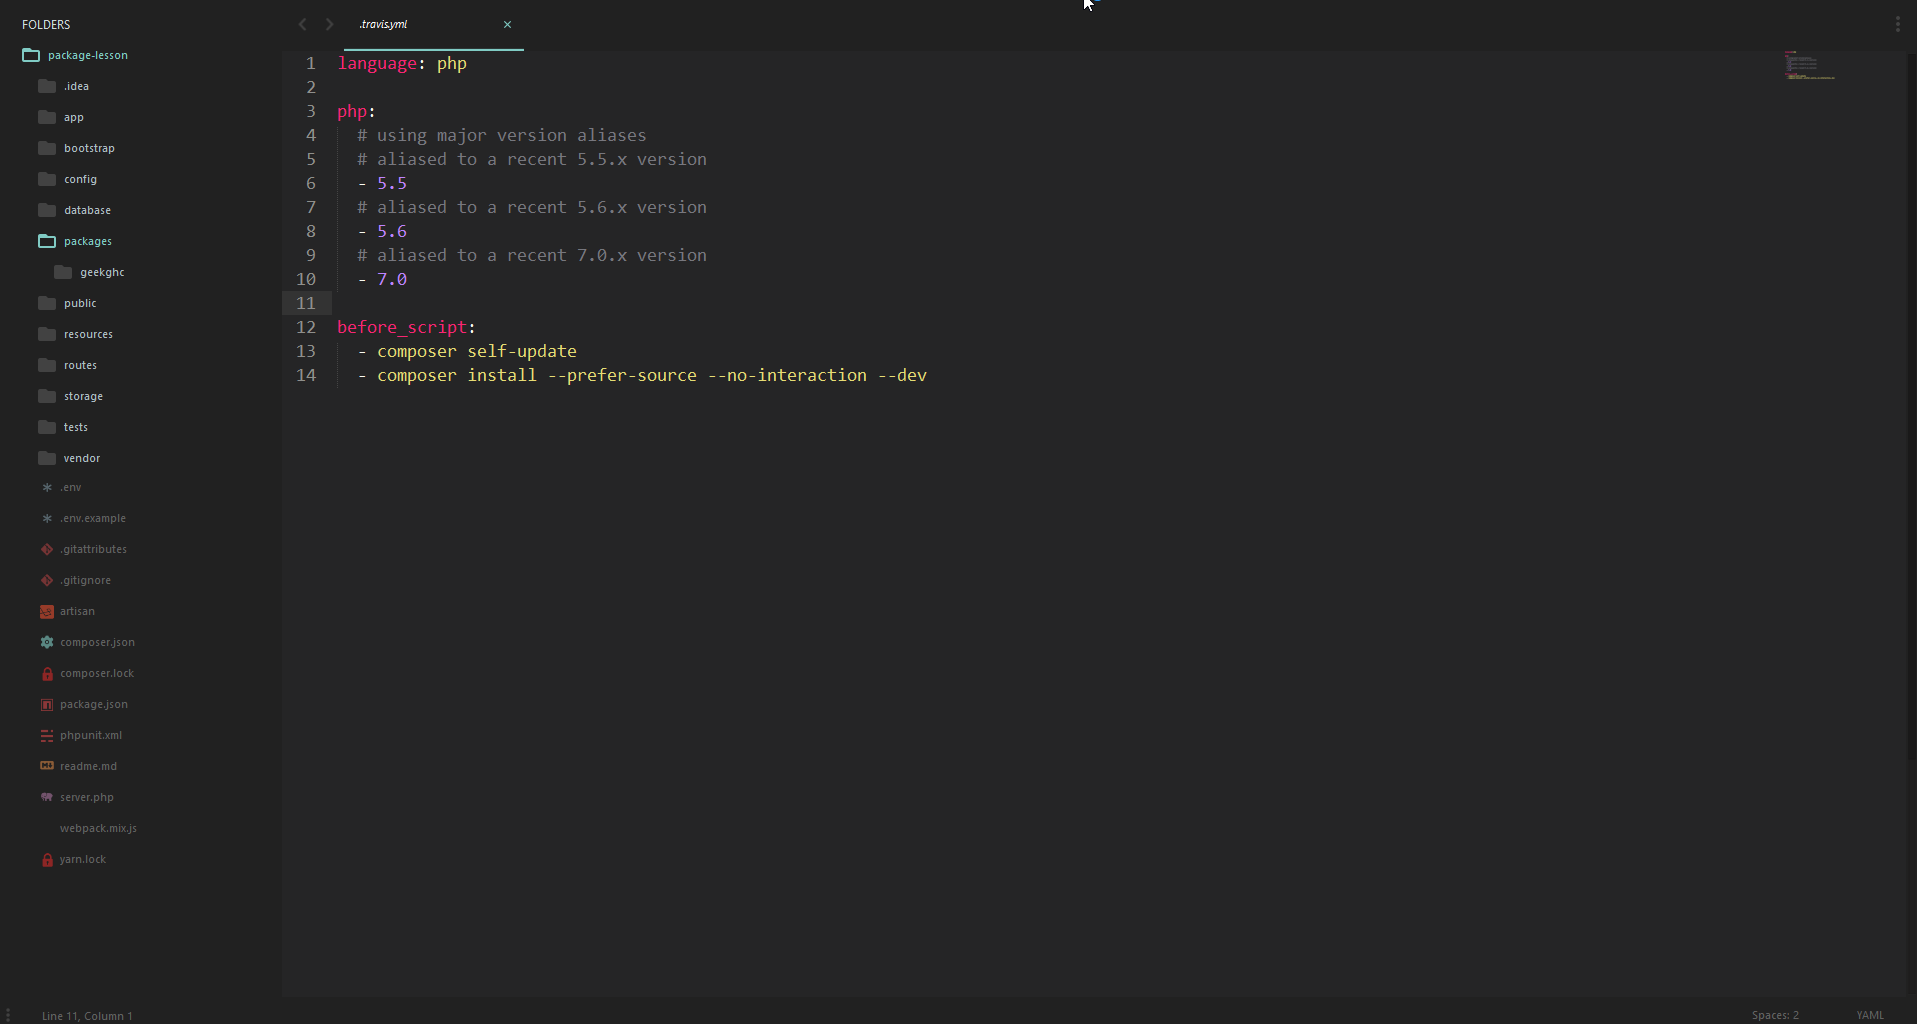 FOLDERS
package-lesson
.idea
app
bootstrap
config
database
packages
geekghc
public
resources
routes
storage
tests
vendor
.env
.env.example
.gitattributes
.gitignore
artisan
composer.json
composer.lock
package.json
phpunit.xml
readme.md
server.php
webpack.mix.js
yarn.lock
.travis.yml
1 language: php
2
3 php:
4 # using major version aliases
5 # aliased to a recent 5.5.x version
6 - 5.5
7 # aliased to a recent 5.6.x version
8 - 5.6
9 # aliased to a recent 7.0.x version
10 - 7.0
11
12 before_script:
13 - composer self-update
14 - composer install --prefer-source --no-interaction --dev
Line 11, Column 1
Spaces: 2
YAML